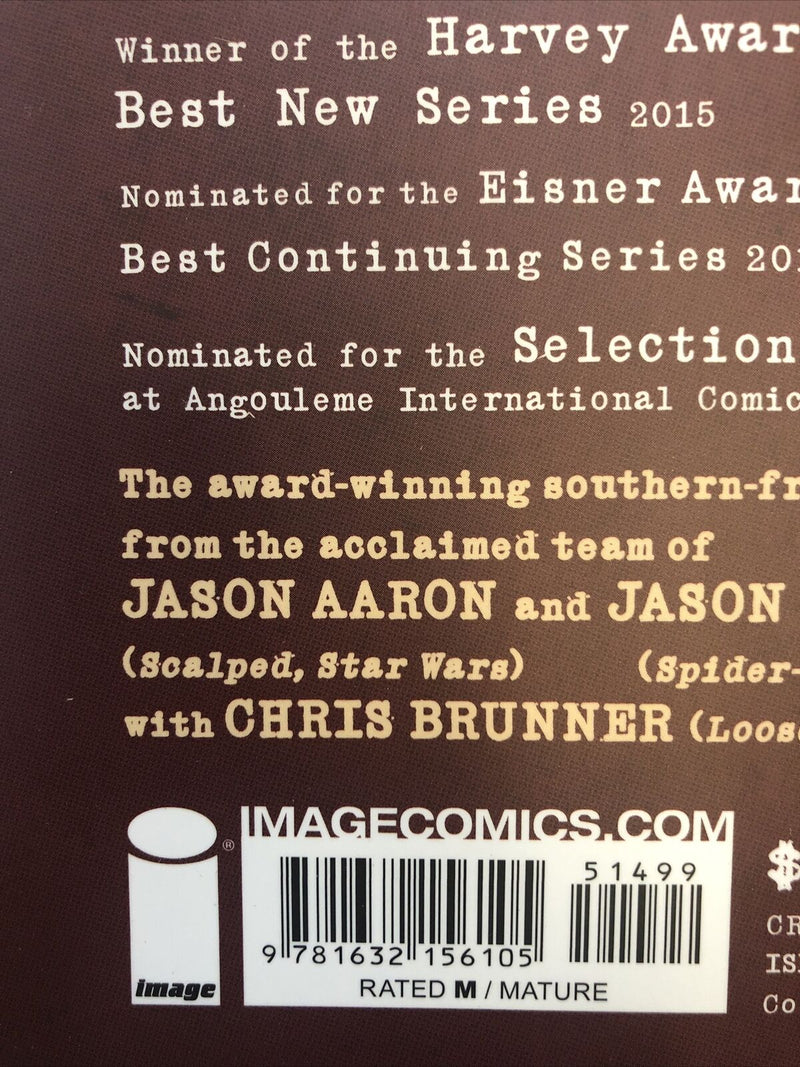 Winner of the Harvey Awar
Best New Series 2015
Nominated for the Eisner Awar
Best Continuing Series 201
Nominated for the Selection
at Angouleme International Comic
The award-winning southern-fr
from the acclaimed team of
JASON AARON and JASON
(Scalped, Star Wars) (Spider-
with CHRIS BRUNNER (Loos
IMAGECOMICS.COM
®
51499
$
9 781632 156105
CR
IS
RATED M / MATURE
image
Co